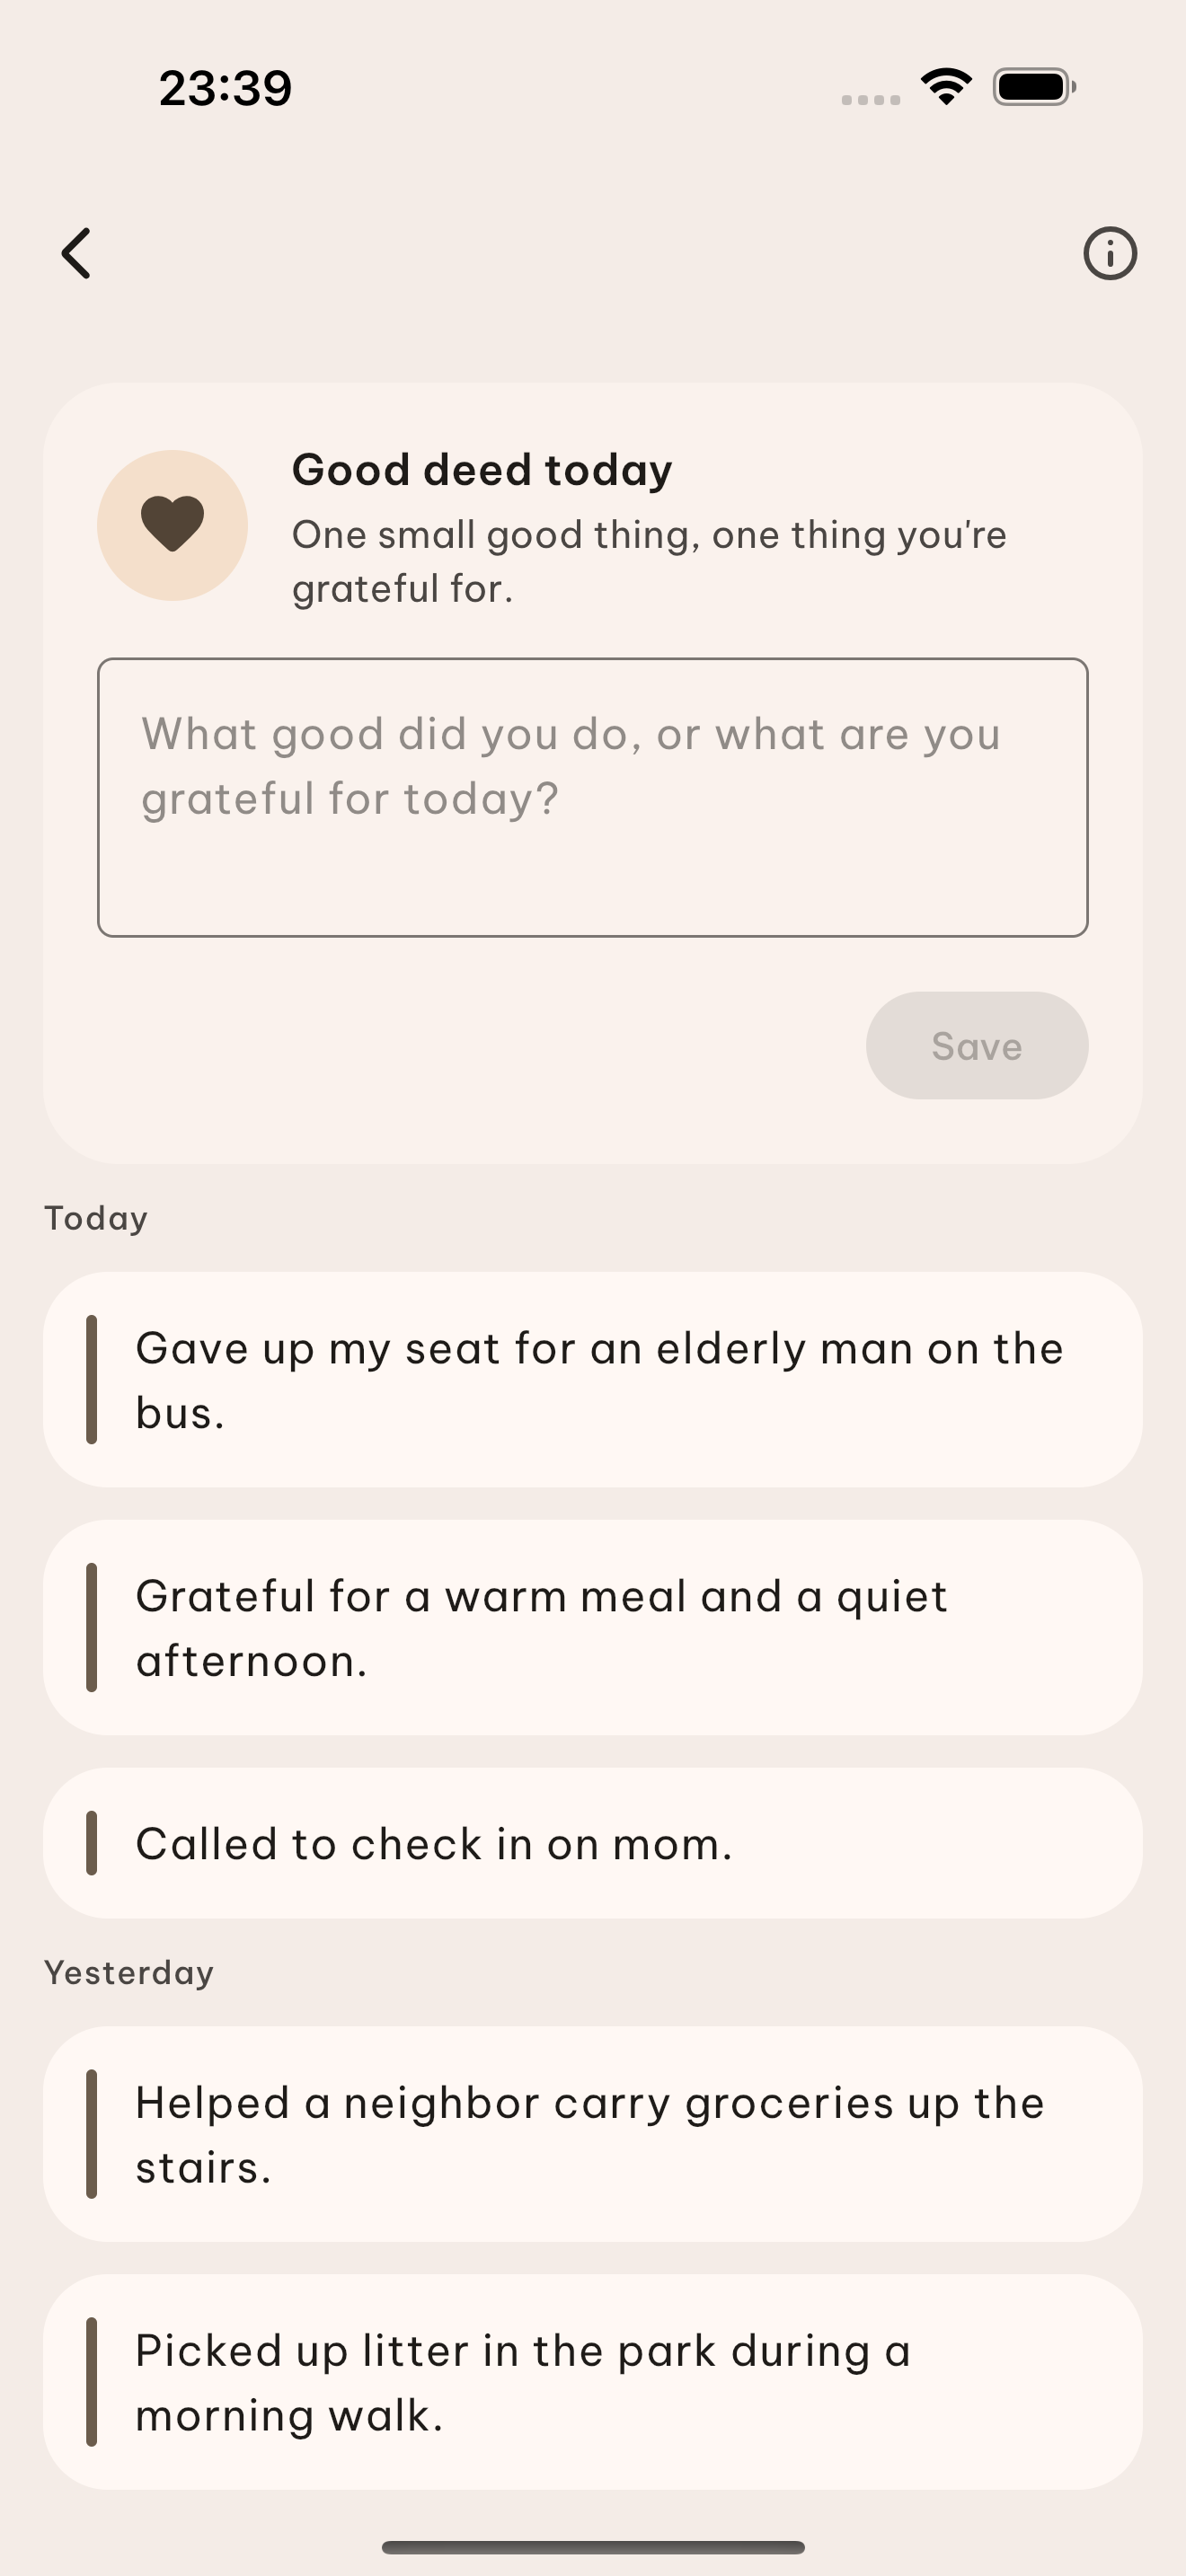 23:39
Good deed today
One small good thing, one thing you're
grateful for.
What good did you do, or what are you
grateful for today?
Save
Today
Gave up my seat for an elderly man on the
bus.
Grateful for a warm meal and a quiet
afternoon.
Called to check in on mom.
Yesterday
Helped a neighbor carry groceries up the
stairs.
Picked up litter in the park during a
morning walk.